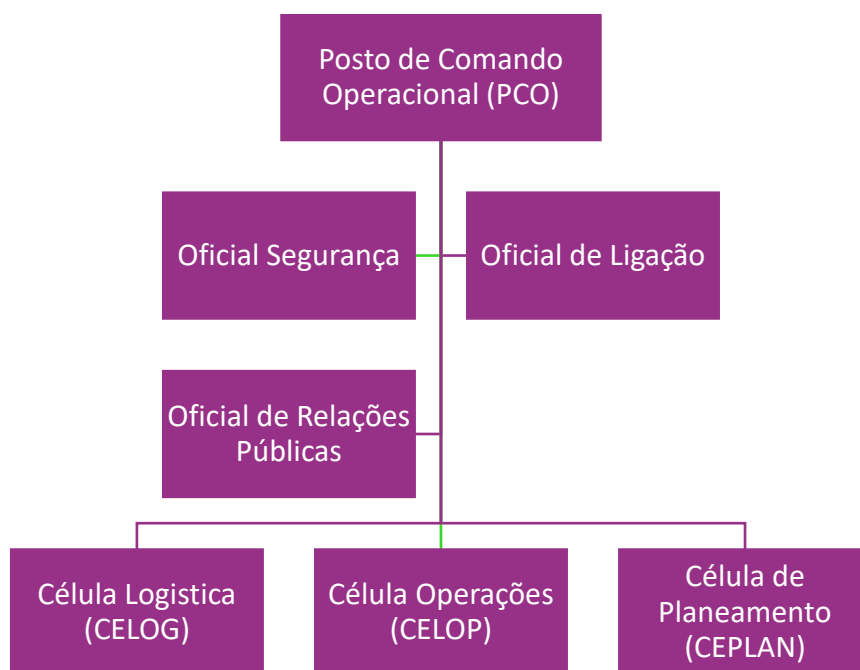 Posto de Comando
Operacional (PCO)
Oficial Segurança
Oficial de Ligação
Oficial de Relações
Públicas
Célula Logistica
(CELOG)
Célula Operações
(CELOP)
Célula de
Planeamento
(CEPLAN)